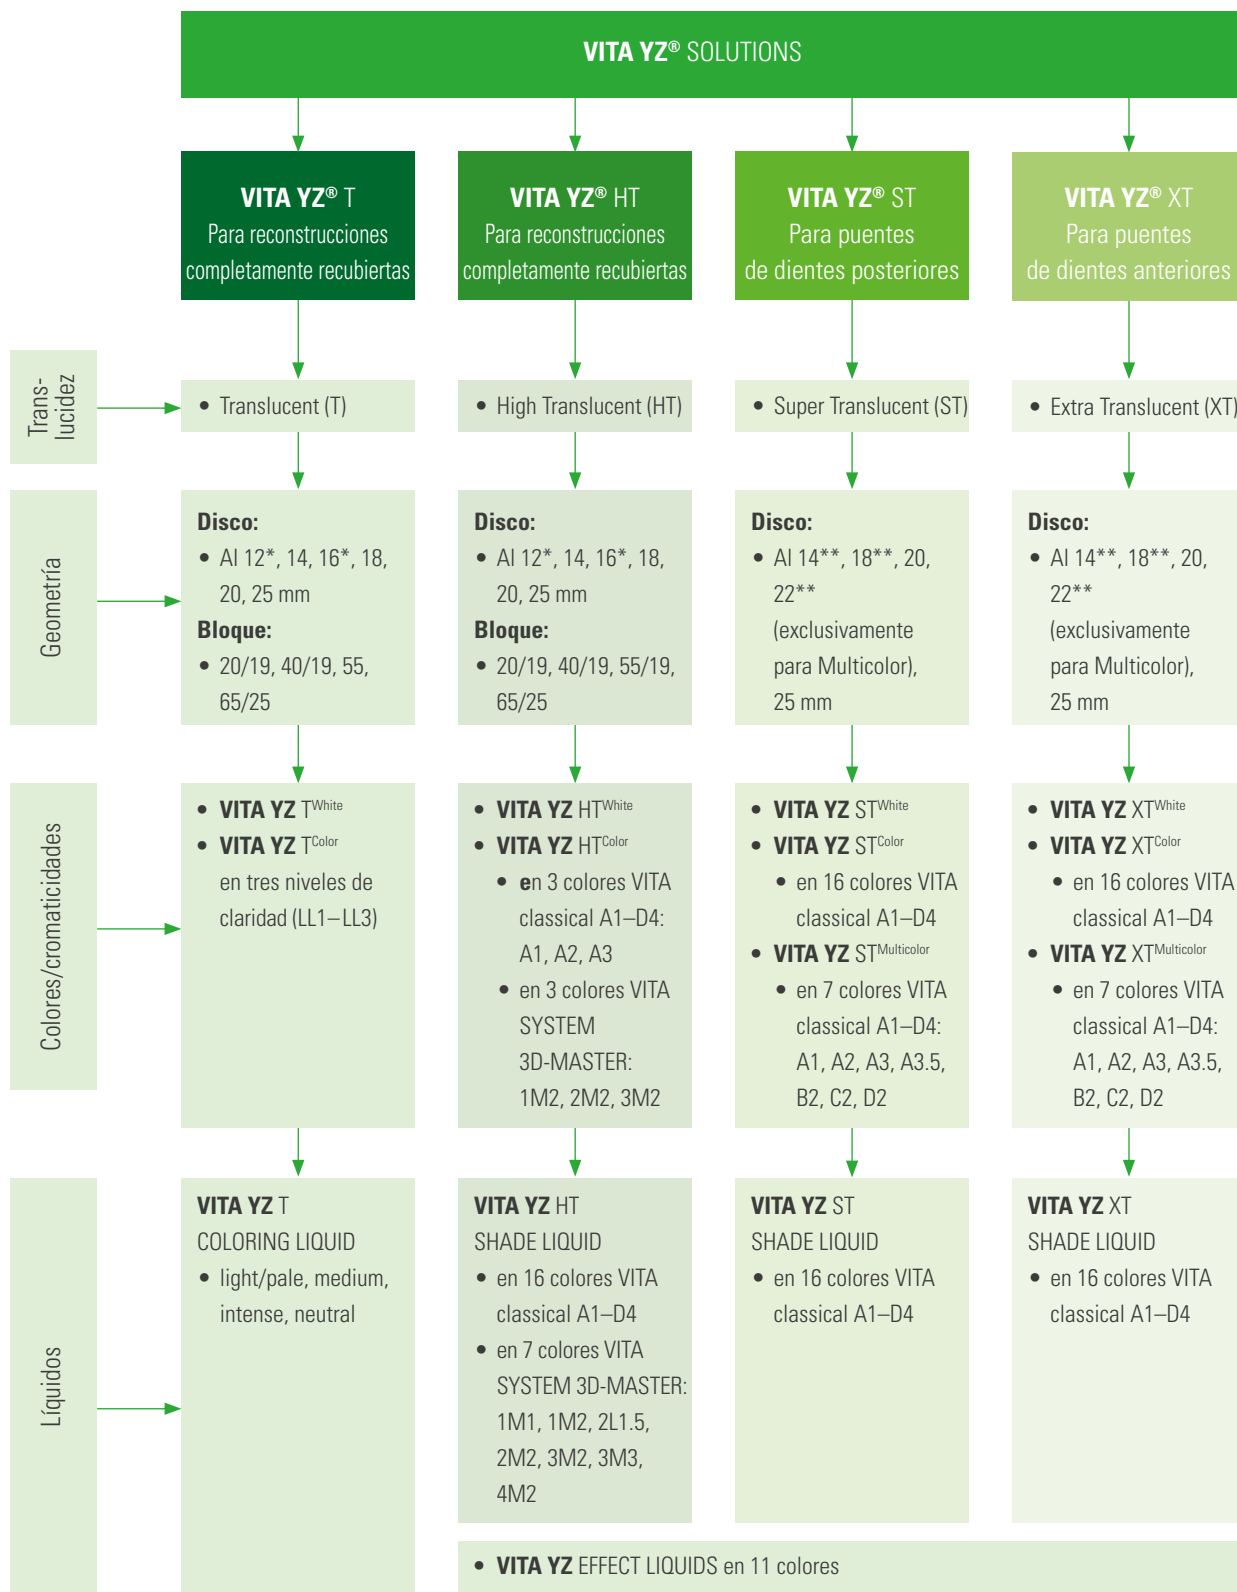 VITA YZ® SOLUTIONS
VITA YZ® T
Para reconstrucciones
completamente recubiertas
VITA YZ® HT
Para reconstrucciones
completamente recubiertas
VITA YZ® ST
Para puentes
de dientes posteriores
VITA YZ® XT
Para puentes
de dientes anteriores
Trans-
lucidez
• Translucent (T)
• High Translucent (HT)
• Super Translucent (ST)
• Extra Translucent (XT)
Geometría
Disco:
• Al 12*, 14, 16*, 18,
20, 25 mm
Bloque:
• 20/19, 40/19, 55,
65/25
Disco:
• Al 12*, 14, 16*, 18,
20, 25 mm
Bloque:
• 20/19, 40/19, 55/19,
65/25
Disco:
• Al 14**, 18**, 20,
22**
(exclusivamente
para Multicolor),
25 mm
Disco:
• Al 14**, 18**, 20,
22**
(exclusivamente
para Multicolor),
25 mm
Colores/cromaticidades
• VITA YZ TWhite
• VITA YZ TColor
en tres niveles de
claridad (LL1–LL3)
• VITA YZ HTWhite
• VITA YZ HTColor
• en 3 colores VITA
classical A1–D4:
A1, A2, A3
• en 3 colores VITA
SYSTEM
3D-MASTER:
1M2, 2M2, 3M2
• VITA YZ STWhite
• VITA YZ STColor
• en 16 colores VITA
classical A1–D4
• VITA YZ STMulticolor
• en 7 colores VITA
classical A1–D4:
A1, A2, A3, A3.5,
B2, C2, D2
• VITA YZ XTWhite
• VITA YZ XTColor
• en 16 colores VITA
classical A1–D4
• VITA YZ XTMulticolor
• en 7 colores VITA
classical A1–D4:
A1, A2, A3, A3.5,
B2, C2, D2
Líquidos
VITA YZ T
COLORING LIQUID
• light/pale, medium,
intense, neutral
VITA YZ HT
SHADE LIQUID
• en 16 colores VITA
classical A1–D4
• en 7 colores VITA
SYSTEM 3D-MASTER:
1M1, 1M2, 2L1.5,
2M2, 3M2, 3M3,
4M2
VITA YZ ST
SHADE LIQUID
• en 16 colores VITA
classical A1–D4
VITA YZ XT
SHADE LIQUID
• en 16 colores VITA
classical A1–D4
• VITA YZ EFFECT LIQUIDS en 11 colores